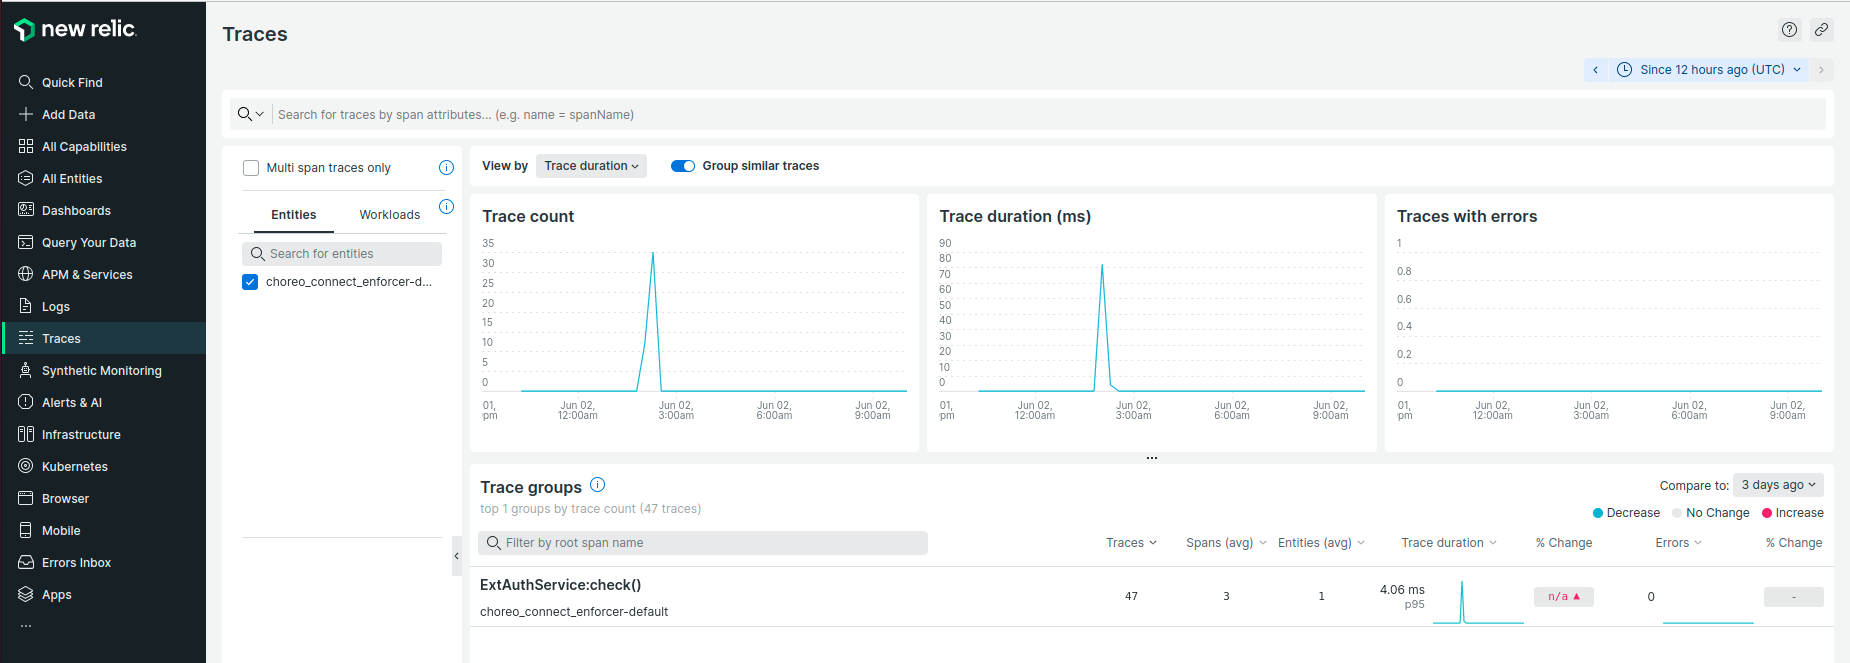 new relic.
Quick Find
Add Data
All Capabilities
All Entities
Dashboards
Query Your Data
APM & Services
Logs
Traces
Synthetic Monitoring
Alerts & AI
Infrastructure
Kubernetes
Browser
Mobile
Errors Inbox
Apps
...
Traces
Since 12 hours ago (UTC)
Search for traces by span attributes... (e.g. name = spanName)
Multi span traces only
Entities Workloads
Search for entities
choreo_connect_enforcer-d...
View by Trace duration Group similar traces
Trace count
35
30
25
20
15
10
5
0
01, Jun 02, Jun 02, Jun 02, Jun 02,
pm 12:00am 3:00am 6:00am 9:00am
Trace duration (ms)
90
80
70
60
50
40
30
20
10
0
01, Jun 02, Jun 02, Jun 02, Jun 02,
pm 12:00am 3:00am 6:00am 9:00am
Traces with errors
1
0.8
0.6
0.4
0.2
0
01, Jun 02, Jun 02, Jun 02, Jun 02,
pm 12:00am 3:00am 6:00am 9:00am
...
Trace groups
top 1 groups by trace count (47 traces)
Compare to: 3 days ago
Decrease No Change Increase
Filter by root span name
Traces Spans (avg) Entities (avg) Trace duration % Change Errors % Change
ExtAuthService:check()
choreo_connect_enforcer-default
47 3 1 4.06 ms n/a ▲ 0 -
p95